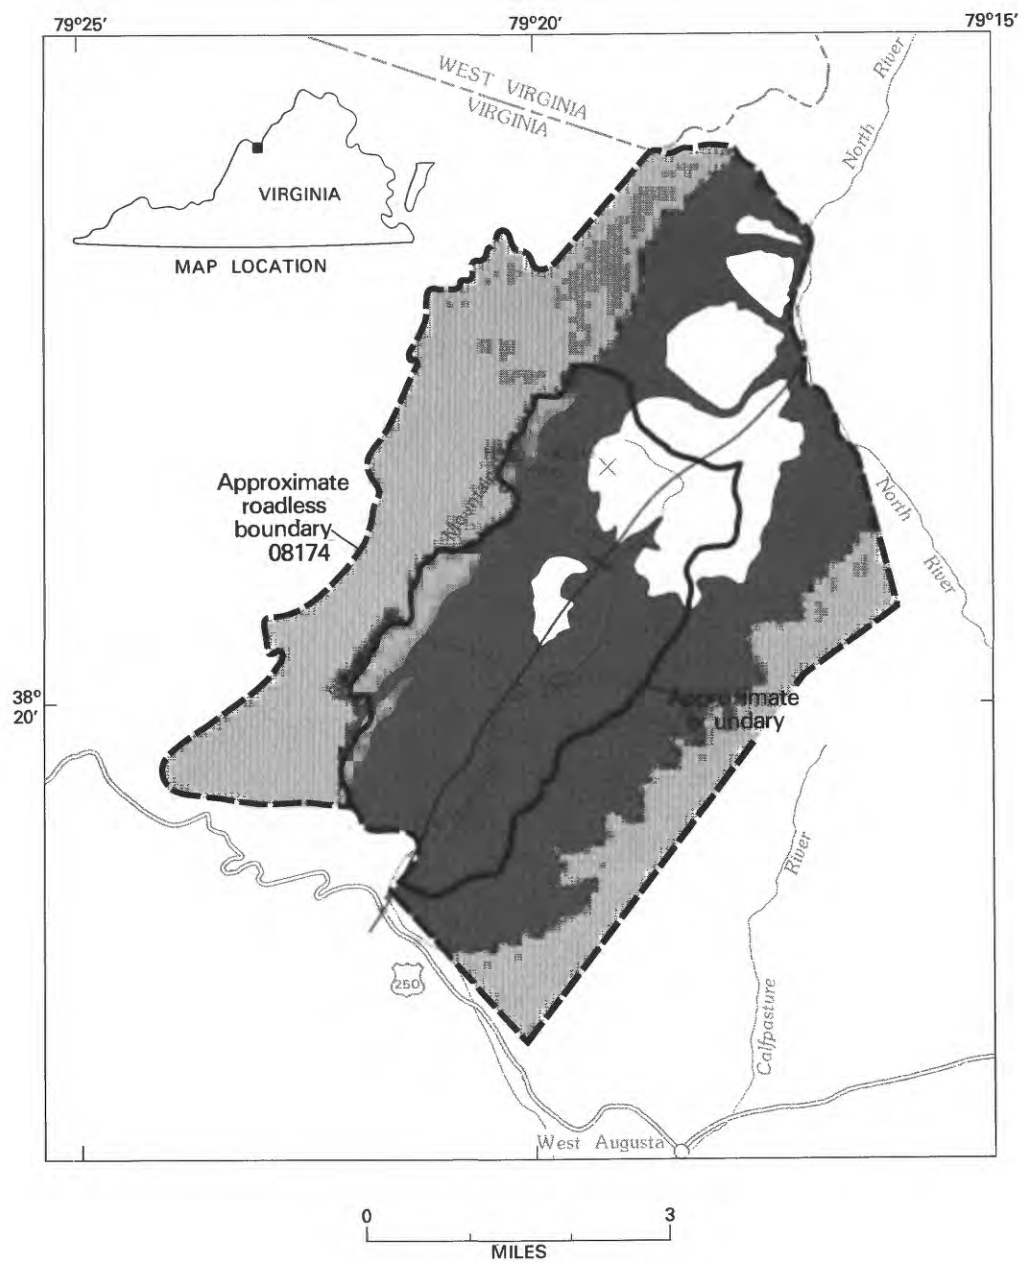 79°25′
79°20′
79°15′
WEST VIRGINIA
VIRGINIA
North
River
VIRGINIA
MAP LOCATION
Approximate
roadless
boundary
08174
North
River
38°
20′
Approximate
undary
River
Calfpasture
250
West Augusta
0
3
MILES